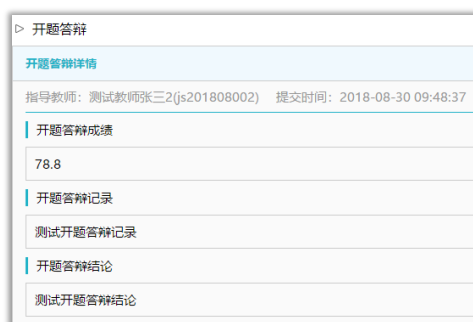 开题答辩
开题答辩详情
指导教师：测试教师张三2(js201808002) 提交时间：2018-08-30 09:48:37
开题答辩成绩
78.8
开题答辩记录
测试开题答辩记录
开题答辩结论
测试开题答辩结论